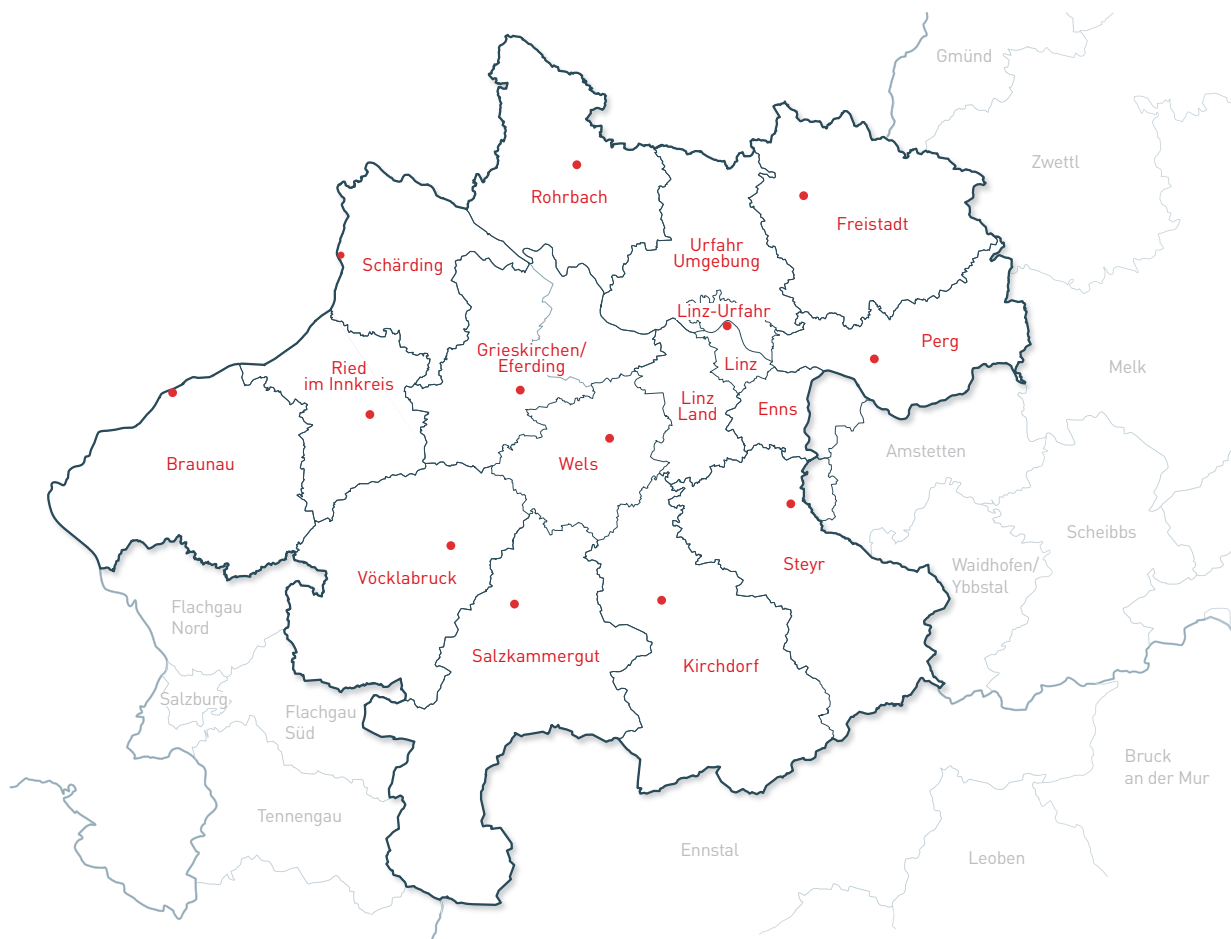 Gmünd
Zwettl
Rohrbach
Freistadt
Urfahr
Umgebung
Schärding
Linz-Urfahr
Perg
Grieskirchen/
Eferding
Linz
Melk
Ried
im Innkreis
Linz
Land
Enns
Amstetten
Braunau
Wels
Scheibbs
Steyr
Waidhofen/
Ybbstal
Vöcklabruck
Flachgau
Nord
Salzkammergut
Kirchdorf
Salzburg
Flachgau
Süd
Bruck
an der Mur
Tennengau
Ennstal
Leoben